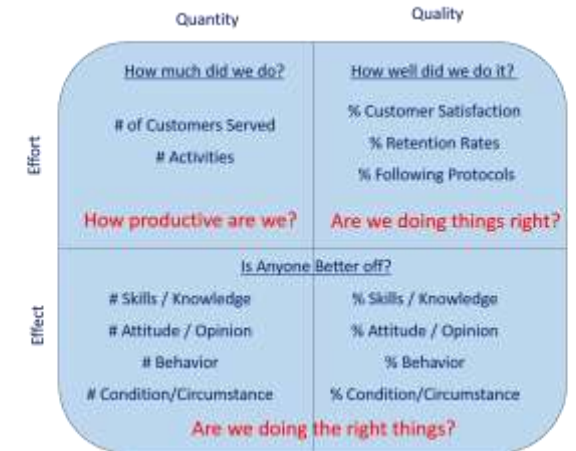 Quantity
Quality
Effort
How much did we do?
# of Customers Served
# Activities
How productive are we?
How well did we do it?
% Customer Satisfaction
% Retention Rates
% Following Protocols
Are we doing things right?
Effect
Is Anyone Better off?
# Skills / Knowledge
# Attitude / Opinion
# Behavior
# Condition/Circumstance
% Skills / Knowledge
% Attitude / Opinion
% Behavior
% Condition/Circumstance
Are we doing the right things?